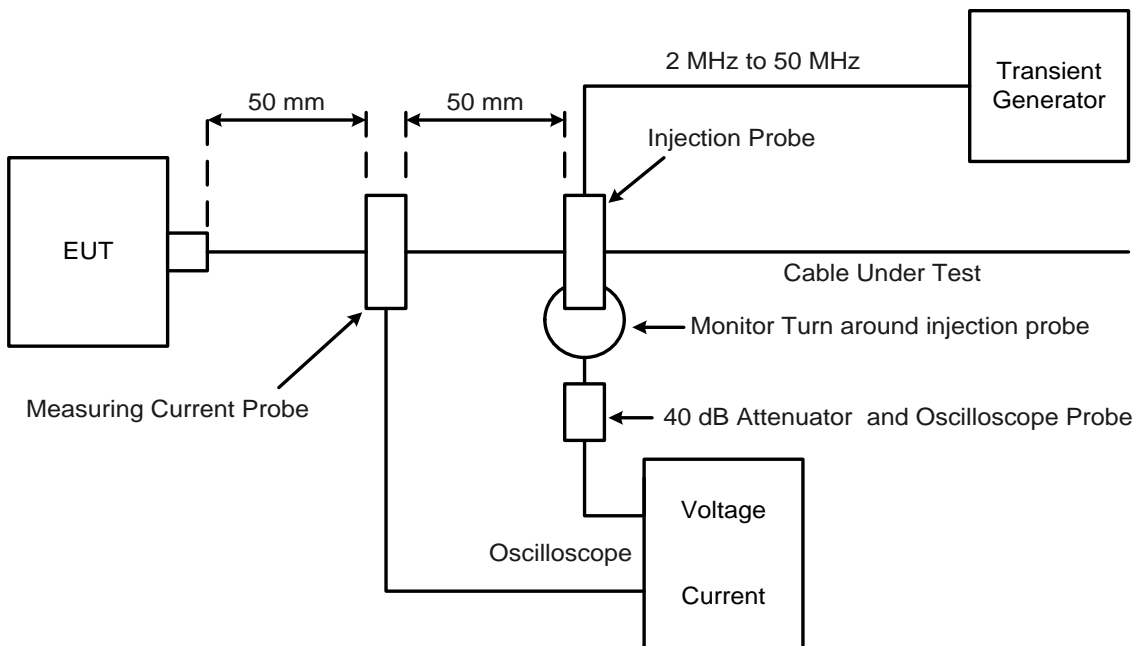 2 MHz to 50 MHz
Transient
Generator
50 mm
50 mm
Injection Probe
EUT
Cable Under Test
Monitor Turn around injection probe
Measuring Current Probe
40 dB Attenuator and Oscilloscope Probe
Voltage
Oscilloscope
Current